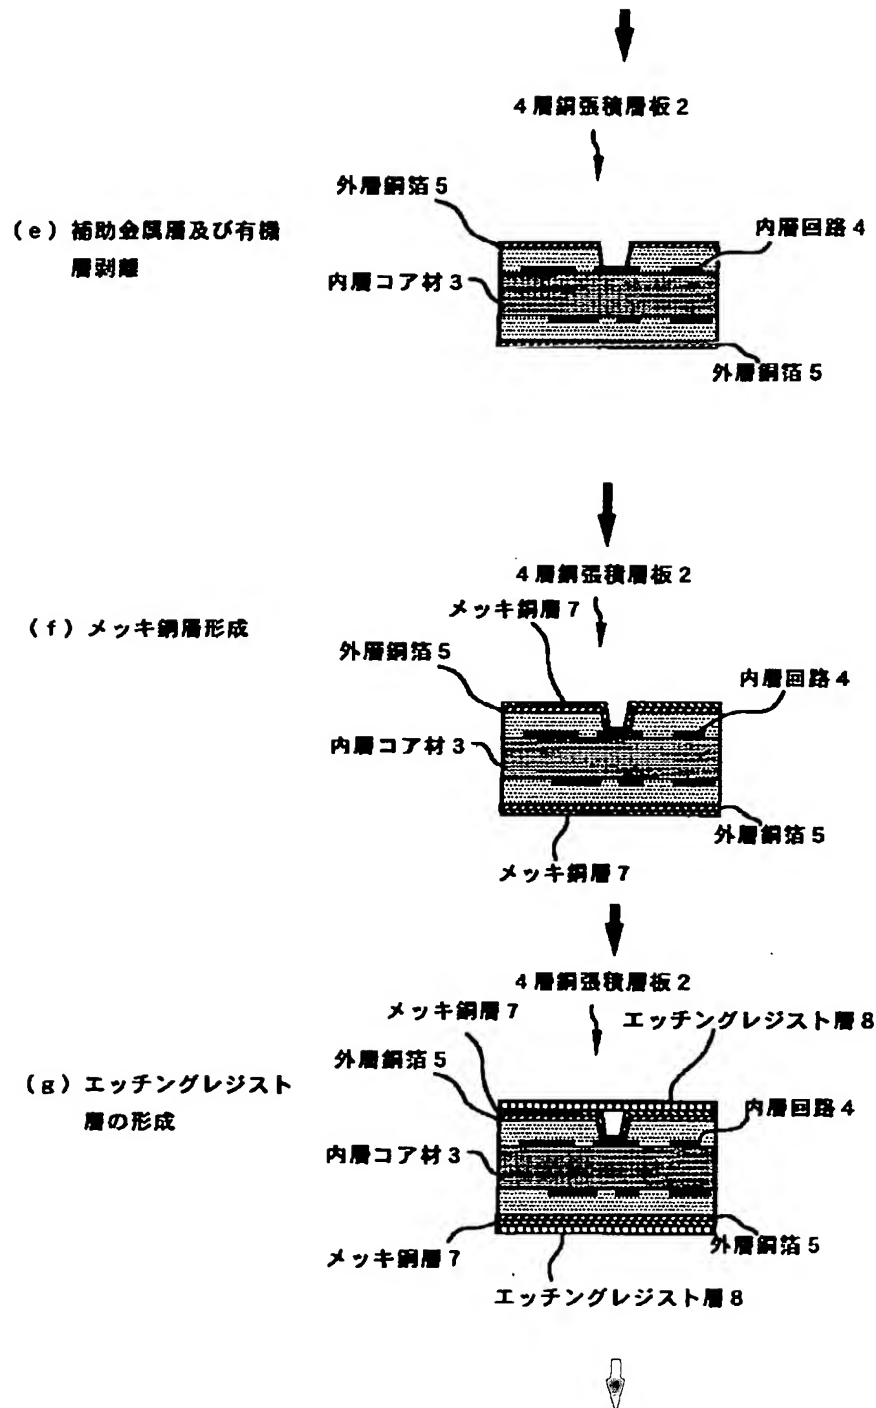 4層銅張積層板2
外層銅箔5
(e)補助金属層及び有機
層剥離
内層回路4
内層コア材3
外層銅箔5
4層銅張積層板2
メッキ銅層7
(f)メッキ銅層形成
外層銅箔5
内層回路4
内層コア材3
外層銅箔5
メッキ銅層7
4層銅張積層板2
メッキ銅層7
エッチングレジスト層8
外層銅箔5
(g)エッチングレジスト
層の形成
内層回路4
内層コア材3
外層銅箔5
メッキ銅層7
エッチングレジスト層8